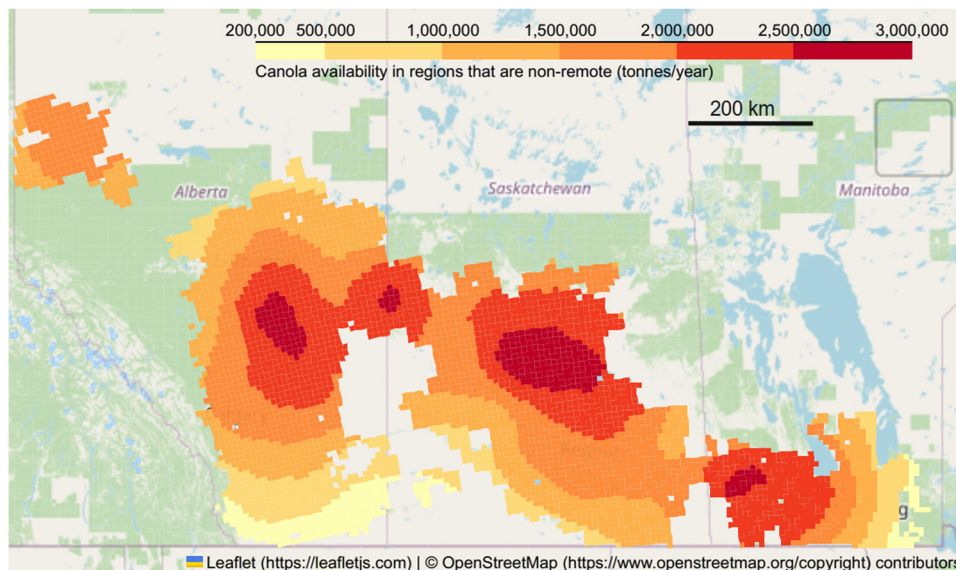 200,000 500,000 1,000,000 1,500,000 2,000,000 2,500,000 3,000,000
Canola availability in regions that are non-remote (tonnes/year)
200 km
Alberta Saskatchewan Manitoba
g
Leaflet (https://leafletjs.com) | © OpenStreetMap (https://www.openstreetmap.org/copyright) contributors